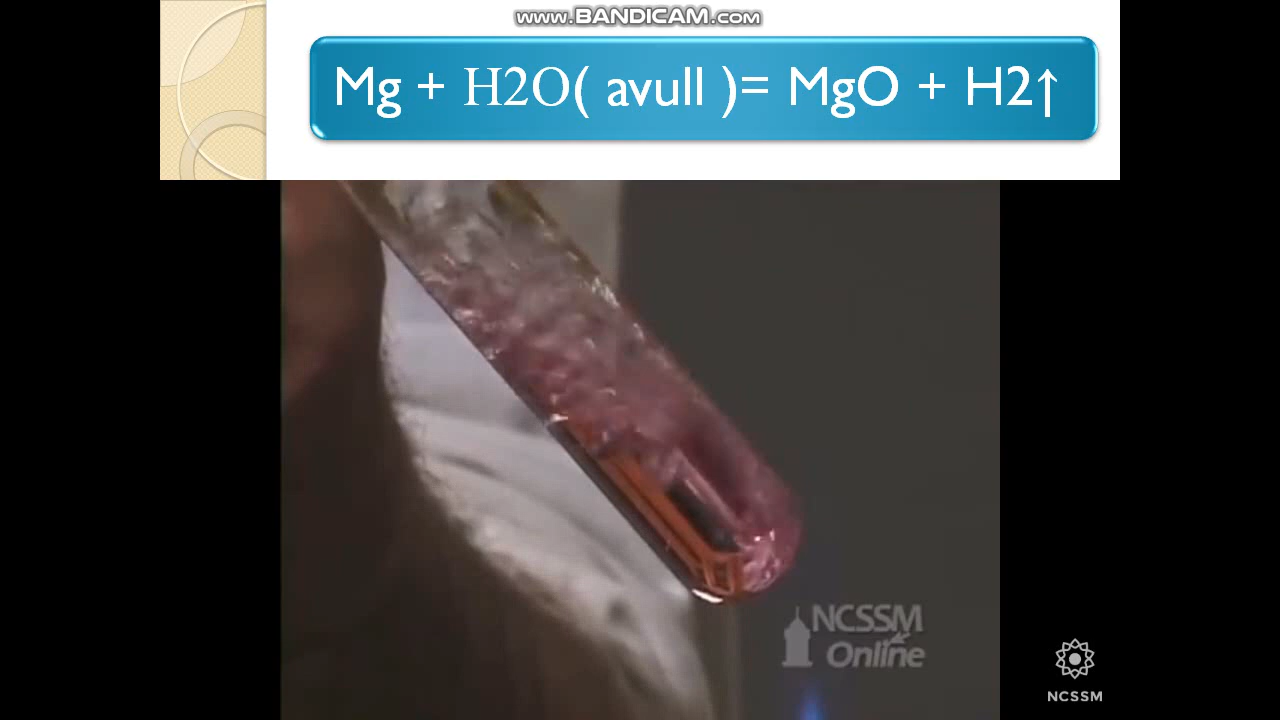 www.BANDICAM.com
Mg + H2O( avull )= MgO + H2↑
NCSSM
Online
NCSSM